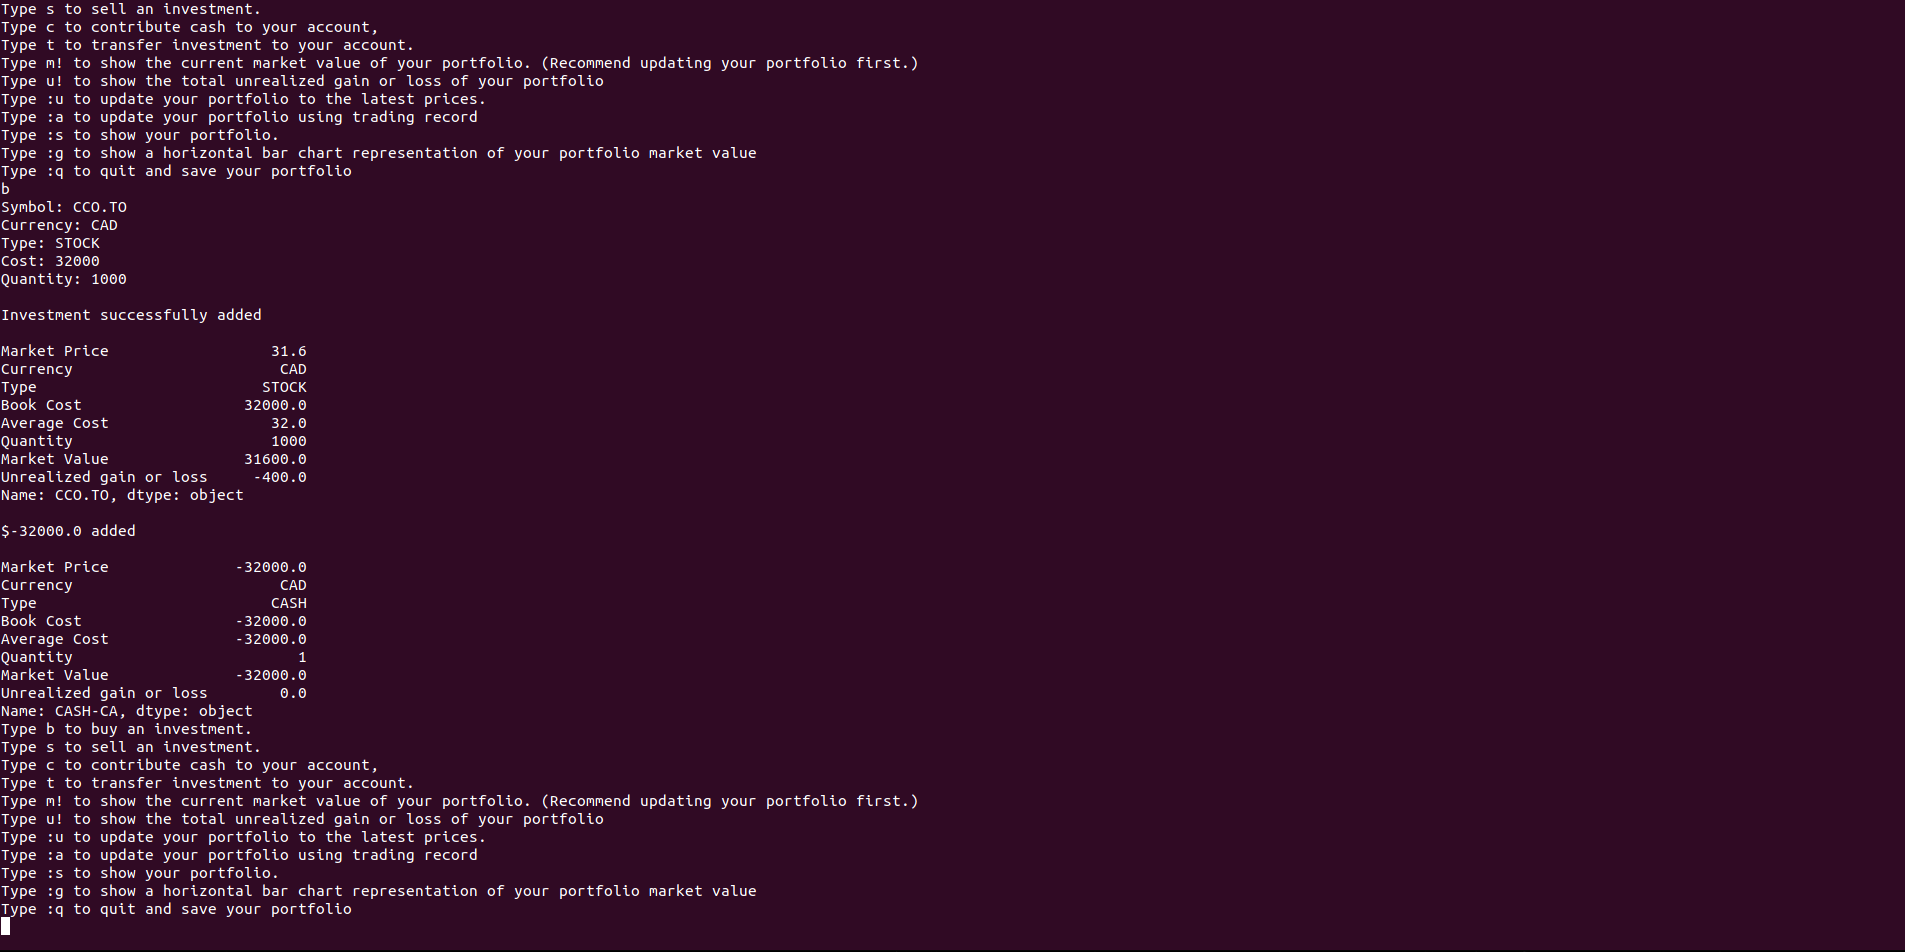 Type s to sell an investment.
Type c to contribute cash to your account,
Type t to transfer investment to your account.
Type m! to show the current market value of your portfolio. (Recommend updating your portfolio first.)
Type u! to show the total unrealized gain or loss of your portfolio
Type :u to update your portfolio to the latest prices.
Type :a to update your portfolio using trading record
Type :s to show your portfolio.
Type :g to show a horizontal bar chart representation of your portfolio market value
Type :q to quit and save your portfolio
b
Symbol: CCO.TO
Currency: CAD
Type: STOCK
Cost: 32000
Quantity: 1000
Investment successfully added
Market Price 31.6
Currency CAD
Type STOCK
Book Cost 32000.0
Average Cost 32.0
Quantity 1000
Market Value 31600.0
Unrealized gain or loss -400.0
Name: CCO.TO, dtype: object
$-32000.0 added
Market Price -32000.0
Currency CAD
Type CASH
Book Cost -32000.0
Average Cost -32000.0
Quantity 1
Market Value -32000.0
Unrealized gain or loss 0.0
Name: CASH-CA, dtype: object
Type b to buy an investment.
Type s to sell an investment.
Type c to contribute cash to your account,
Type t to transfer investment to your account.
Type m! to show the current market value of your portfolio. (Recommend updating your portfolio first.)
Type u! to show the total unrealized gain or loss of your portfolio
Type :u to update your portfolio to the latest prices.
Type :a to update your portfolio using trading record
Type :s to show your portfolio.
Type :g to show a horizontal bar chart representation of your portfolio market value
Type :q to quit and save your portfolio